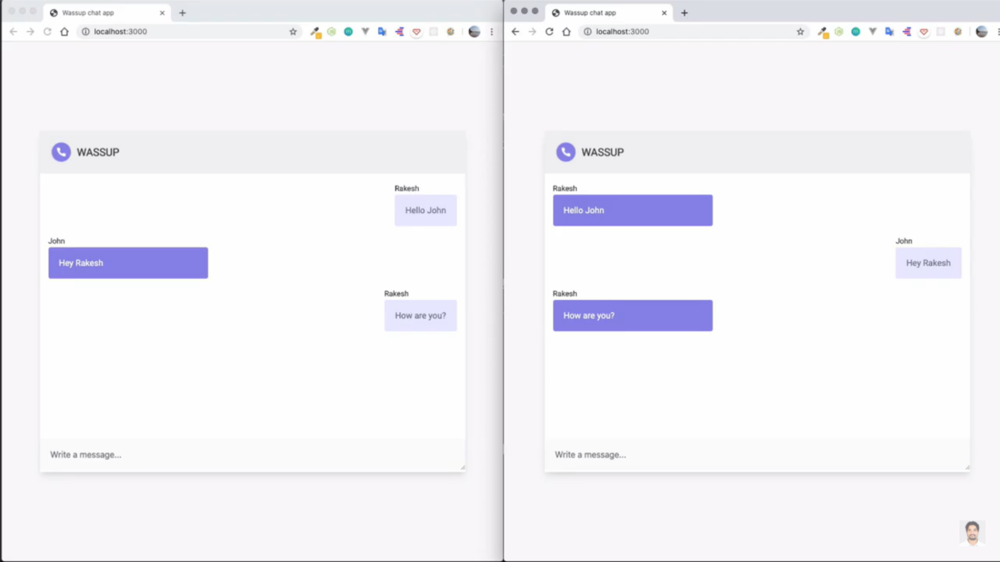 Wassup chat app
localhost:3000
WASSUP
Rakesh
Hello John
John
Hey Rakesh
Rakesh
How are you?
Write a message...
Wassup chat app
localhost:3000
WASSUP
Rakesh
Hello John
John
Hey Rakesh
Rakesh
How are you?
Write a message...